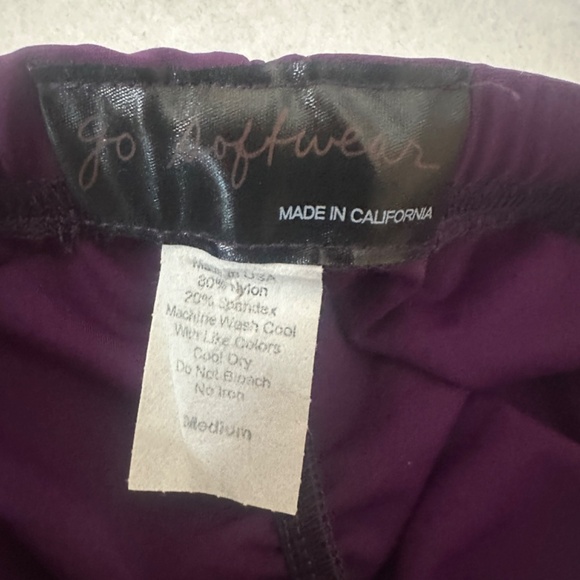 go softwear
MADE IN CALIFORNIA
Made in USA
80% Nylon
20% Spandex
Machine Wash Cool
With Like Colors
Cool Dry
Do Not Bleach
No Iron
Medium